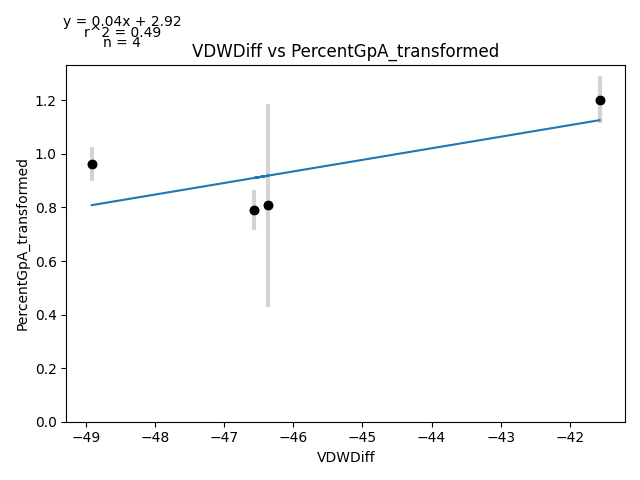 y = 0.04x + 2.92
r^2 = 0.49
n = 4
VDWDiff vs PercentGpA_transformed
PercentGpA_transformed
1.2
1.0
0.8
0.6
0.4
0.2
0.0
−49
−48
−47
−46
−45
−44
−43
−42
VDWDiff